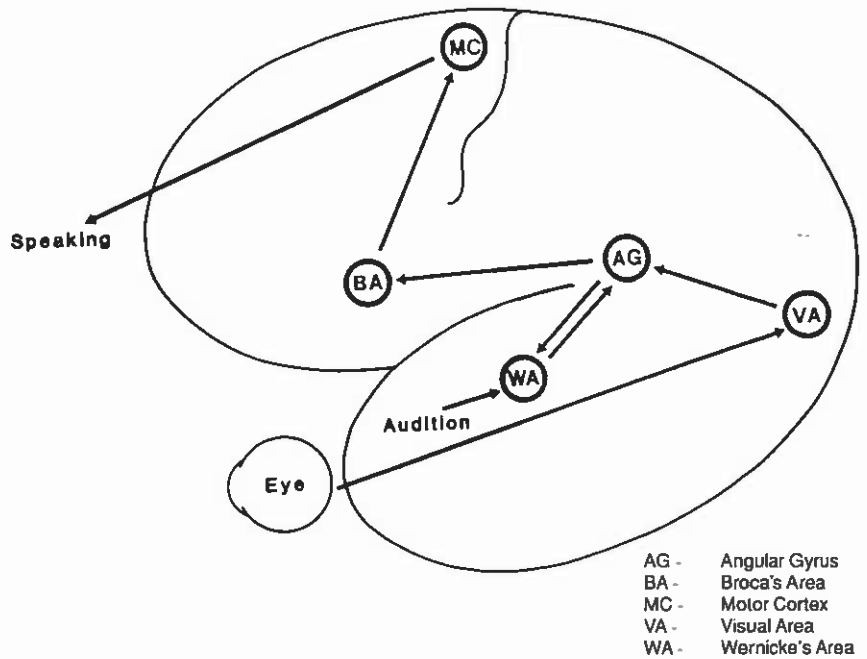 MC
Speaking
BA
AG
VA
WA
Audition
Eye
AG - Angular Gyrus
BA - Broca's Area
MC - Motor Cortex
VA - Visual Area
WA - Wernicke's Area